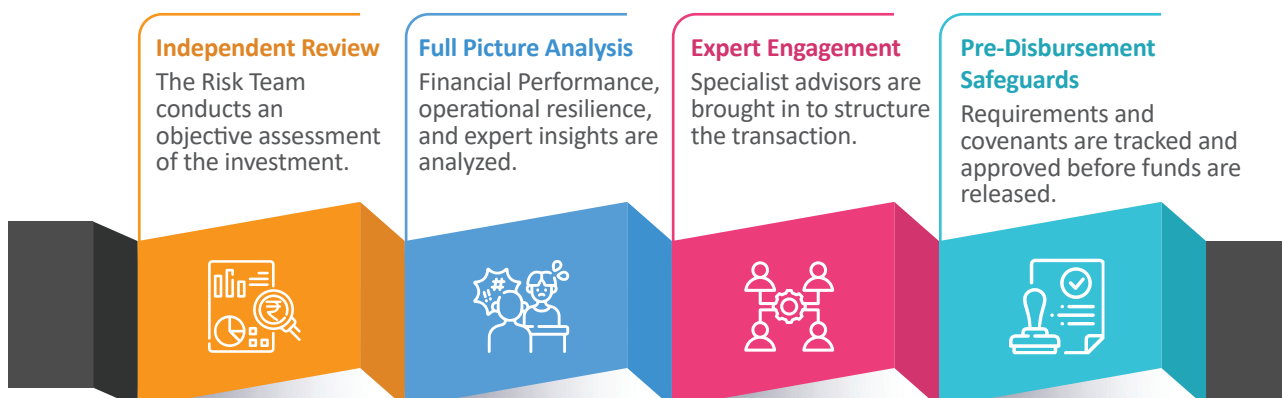 Independent Review
The Risk Team
conducts an
objective assessment
of the investment.
Full Picture Analysis
Financial Performance,
operational resilience,
and expert insights are
analyzed.
Expert Engagement
Specialist advisors are
brought in to structure
the transaction.
Pre-Disbursement
Safeguards
Requirements and
covenants are tracked and
approved before funds are
released.
₹
#
!!